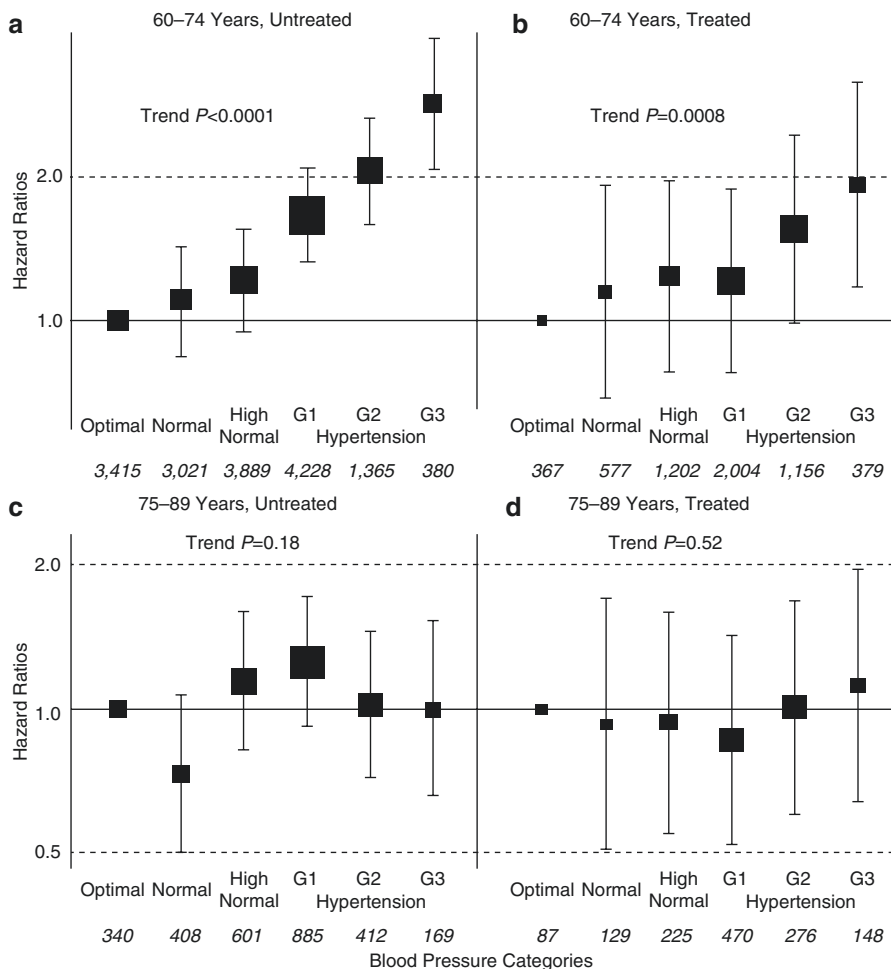 a 60–74 Years, Untreated
Trend P<0.0001
Hazard Ratios
2.0
1.0
Optimal Normal High Normal G1 G2 G3
Hypertension
3,415 3,021 3,889 4,228 1,365 380
b 60–74 Years, Treated
Trend P=0.0008
Optimal Normal High Normal G1 G2 G3
Hypertension
367 577 1,202 2,004 1,156 379
c 75–89 Years, Untreated
Trend P=0.18
Hazard Ratios
2.0
1.0
0.5
Optimal Normal High Normal G1 G2 G3
Hypertension
340 408 601 885 412 169
d 75–89 Years, Treated
Trend P=0.52
Optimal Normal High Normal G1 G2 G3
Hypertension
87 129 225 470 276 148
Blood Pressure Categories